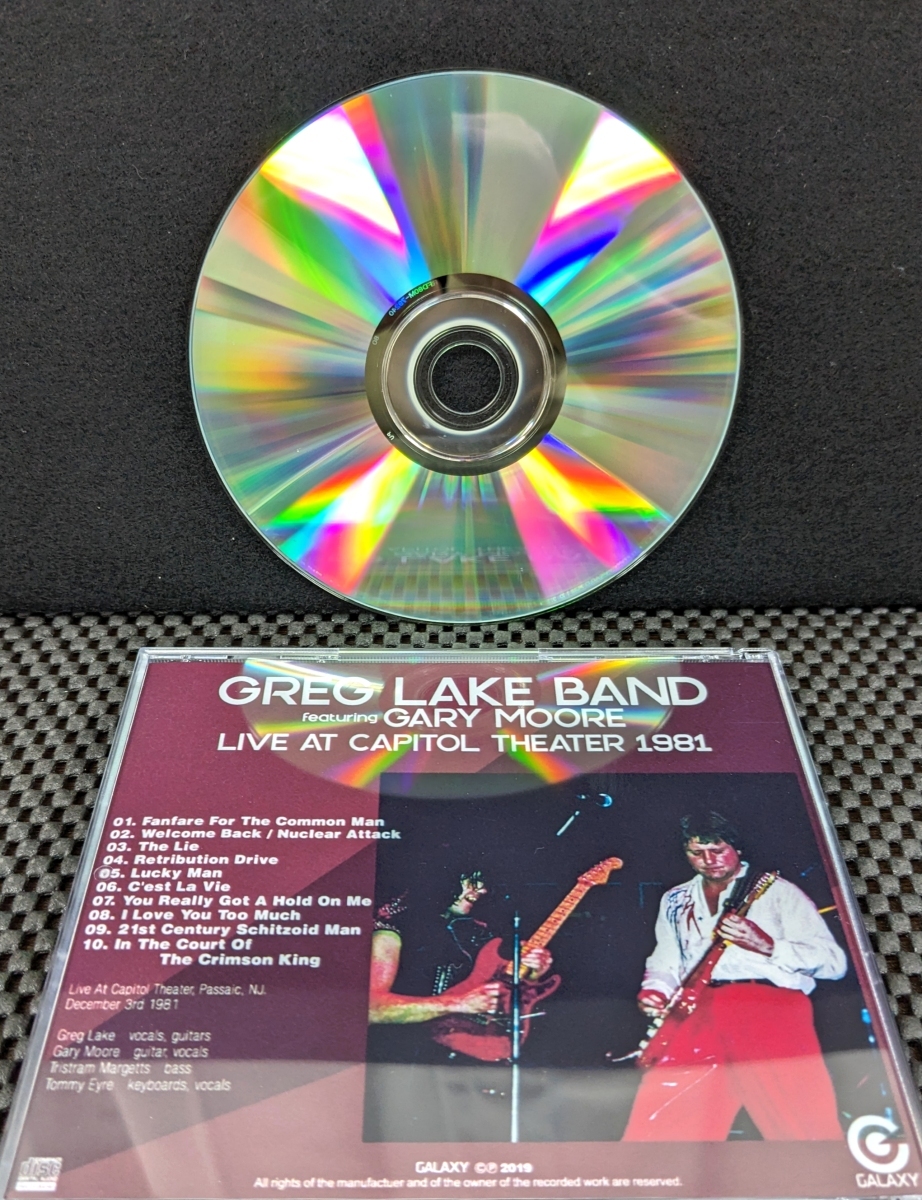 GREG LAKE BAND
featuring GARY MOORE
LIVE AT CAPITOL THEATER 1981
01. Fanfare For The Common Man
02. Welcome Back / Nuclear Attack
03. The Lie
04. Retribution Drive
05. Lucky Man
06. C'est La Vie
07. You Really Got A Hold On Me
08. I Love You Too Much
09. 21st Century Schitzoid Man
10. In The Court Of
The Crimson King
Live At Capitol Theater, Passaic, NJ.
December 3rd 1981
Greg Lake vocals, guitars
Gary Moore guitar, vocals
Tristram Margetts bass
Tommy Eyre keyboards, vocals
disc
GALAXY
GALAXY ©℗ 2019
All rights of the manufactuer and of the owner of the recorded work are reserved.